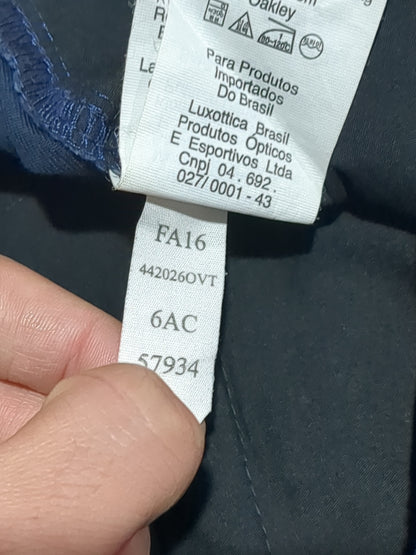 Oakley
Para Produtos
Importados
Do Brasil
Luxottica Brasil
Produtos Ópticos
E Esportivos Ltda
Cnpj 04.692.
027/0001-43
FA16
442026OVT
6AC
57934